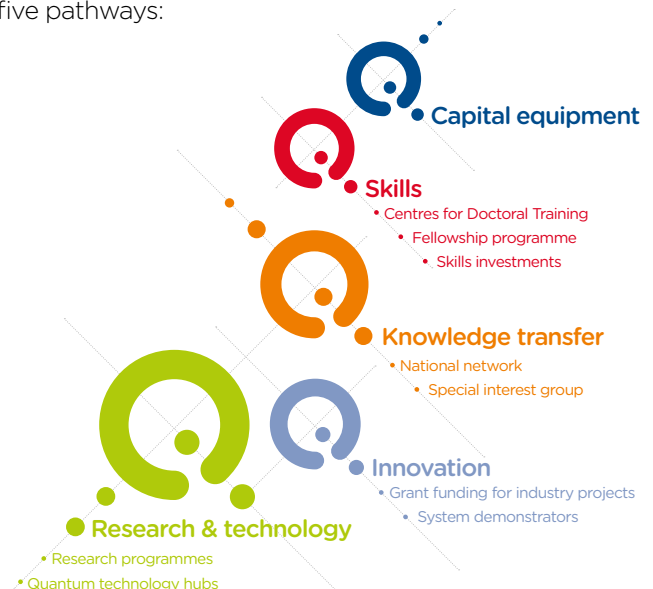 five pathways:
Capital equipment
Skills
• Centres for Doctoral Training
• Fellowship programme
• Skills investments
Knowledge transfer
• National network
• Special interest group
Innovation
• Grant funding for industry projects
• System demonstrators
Research & technology
• Research programmes
• Quantum technology hubs